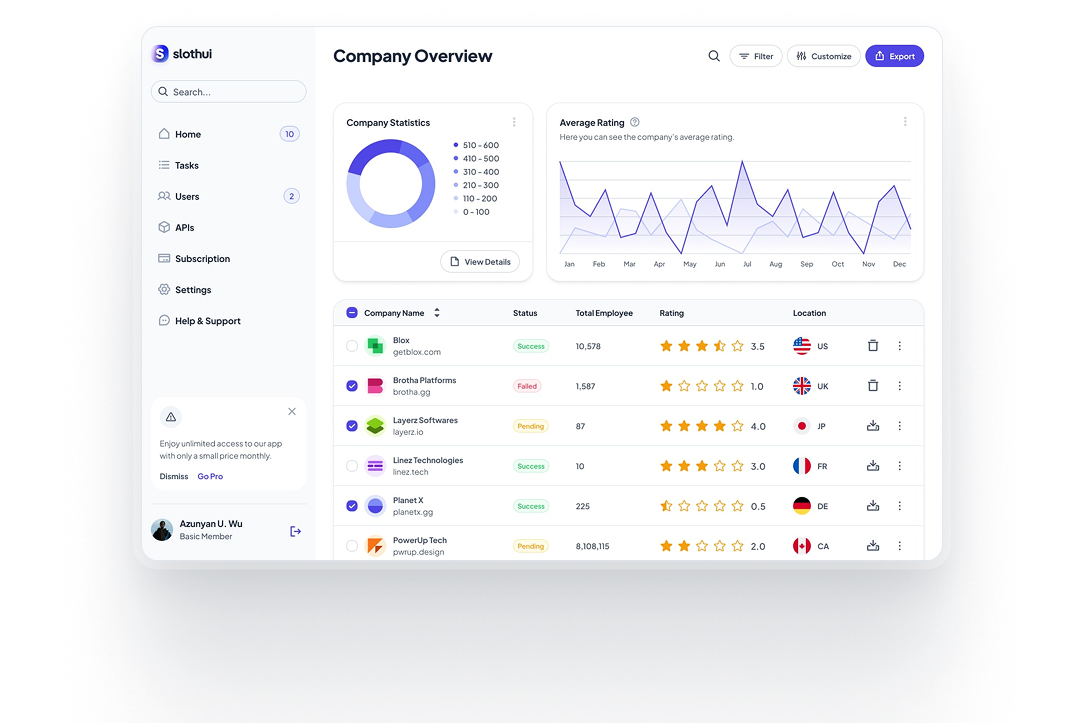 slothui
Search...
Home
10
Tasks
Users
2
APIs
Subscription
Settings
Help & Support
Enjoy unlimited access to our app
with only a small price monthly.
Dismiss Go Pro
Azunyan U. Wu
Basic Member
Company Overview
Filter
Customize
Export
Company Statistics
510 - 600
410 - 500
310 - 400
210 - 300
110 - 200
0 - 100
View Details
Average Rating
Here you can see the company's average rating.
Jan Feb Mar Apr May Jun Jul Aug Sep Oct Nov Dec
Company Name Status Total Employee Rating Location
Blox
getblox.com
Success 10,578 3.5 US
Brotha Platforms
brotha.gg
Failed 1,587 1.0 UK
Layerz Softwares
layerz.io
Pending 87 4.0 JP
Linez Technologies
linez.tech
Success 10 3.0 FR
Planet X
planetx.gg
Success 225 0.5 DE
PowerUp Tech
pwrup.design
Pending 8,108,115 2.0 CA